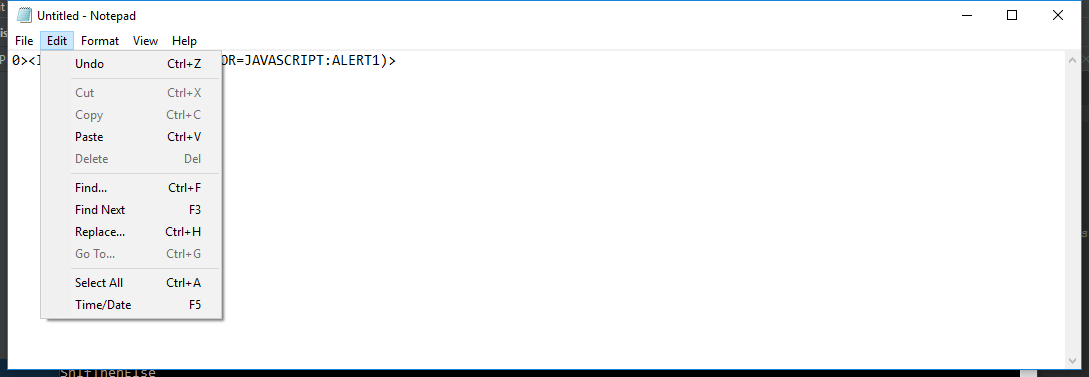 Untitled - Notepad
File Edit Format View Help
0><I OR=JAVASCRIPT:ALERT1)>
Undo Ctrl+Z
Cut Ctrl+X
Copy Ctrl+C
Paste Ctrl+V
Delete Del
Find... Ctrl+F
Find Next F3
Replace... Ctrl+H
Go To... Ctrl+G
Select All Ctrl+A
Time/Date F5
ShifThenElse